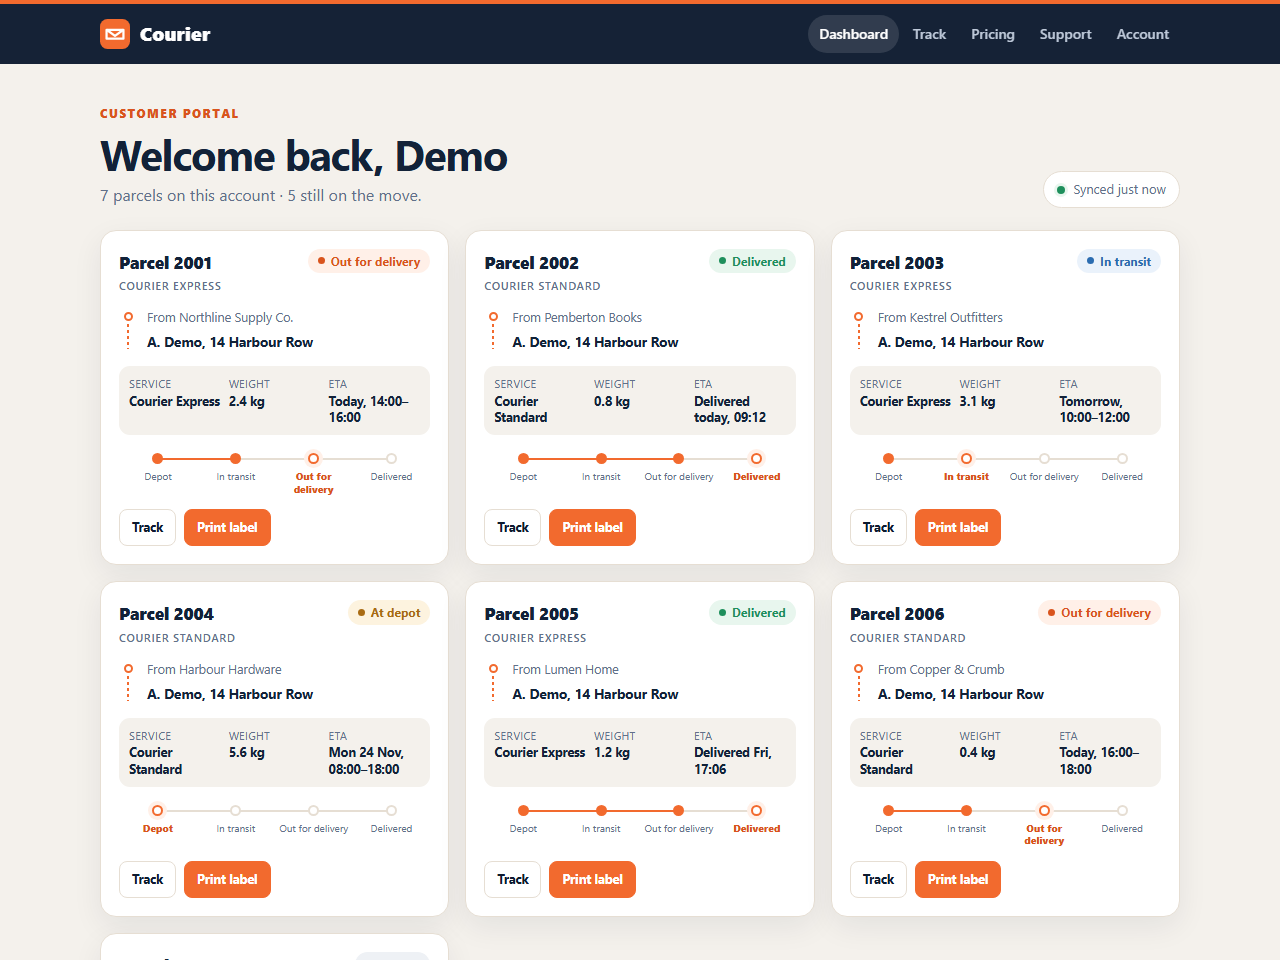 Courier
Dashboard Track Pricing Support Account
CUSTOMER PORTAL
Welcome back, Demo
7 parcels on this account · 5 still on the move.
Synced just now
Parcel 2001
Out for delivery
COURIER EXPRESS
From Northline Supply Co.
A. Demo, 14 Harbour Row
SERVICE WEIGHT ETA
Courier Express 2.4 kg Today, 14:00–
16:00
Depot In transit Out for delivery Delivered
Track Print label
Parcel 2002
Delivered
COURIER STANDARD
From Pemberton Books
A. Demo, 14 Harbour Row
SERVICE WEIGHT ETA
Courier 0.8 kg Delivered
Standard today, 09:12
Depot In transit Out for delivery Delivered
Track Print label
Parcel 2003
In transit
COURIER EXPRESS
From Kestrel Outfitters
A. Demo, 14 Harbour Row
SERVICE WEIGHT ETA
Courier Express 3.1 kg Tomorrow,
10:00–12:00
Depot In transit Out for delivery Delivered
Track Print label
Parcel 2004
At depot
COURIER STANDARD
From Harbour Hardware
A. Demo, 14 Harbour Row
SERVICE WEIGHT ETA
Courier 5.6 kg Mon 24 Nov,
Standard 08:00–18:00
Depot In transit Out for delivery Delivered
Track Print label
Parcel 2005
Delivered
COURIER EXPRESS
From Lumen Home
A. Demo, 14 Harbour Row
SERVICE WEIGHT ETA
Courier Express 1.2 kg Delivered Fri,
17:06
Depot In transit Out for delivery Delivered
Track Print label
Parcel 2006
Out for delivery
COURIER STANDARD
From Copper & Crumb
A. Demo, 14 Harbour Row
SERVICE WEIGHT ETA
Courier 0.4 kg Today, 16:00–
Standard 18:00
Depot In transit Out for delivery Delivered
Track Print label